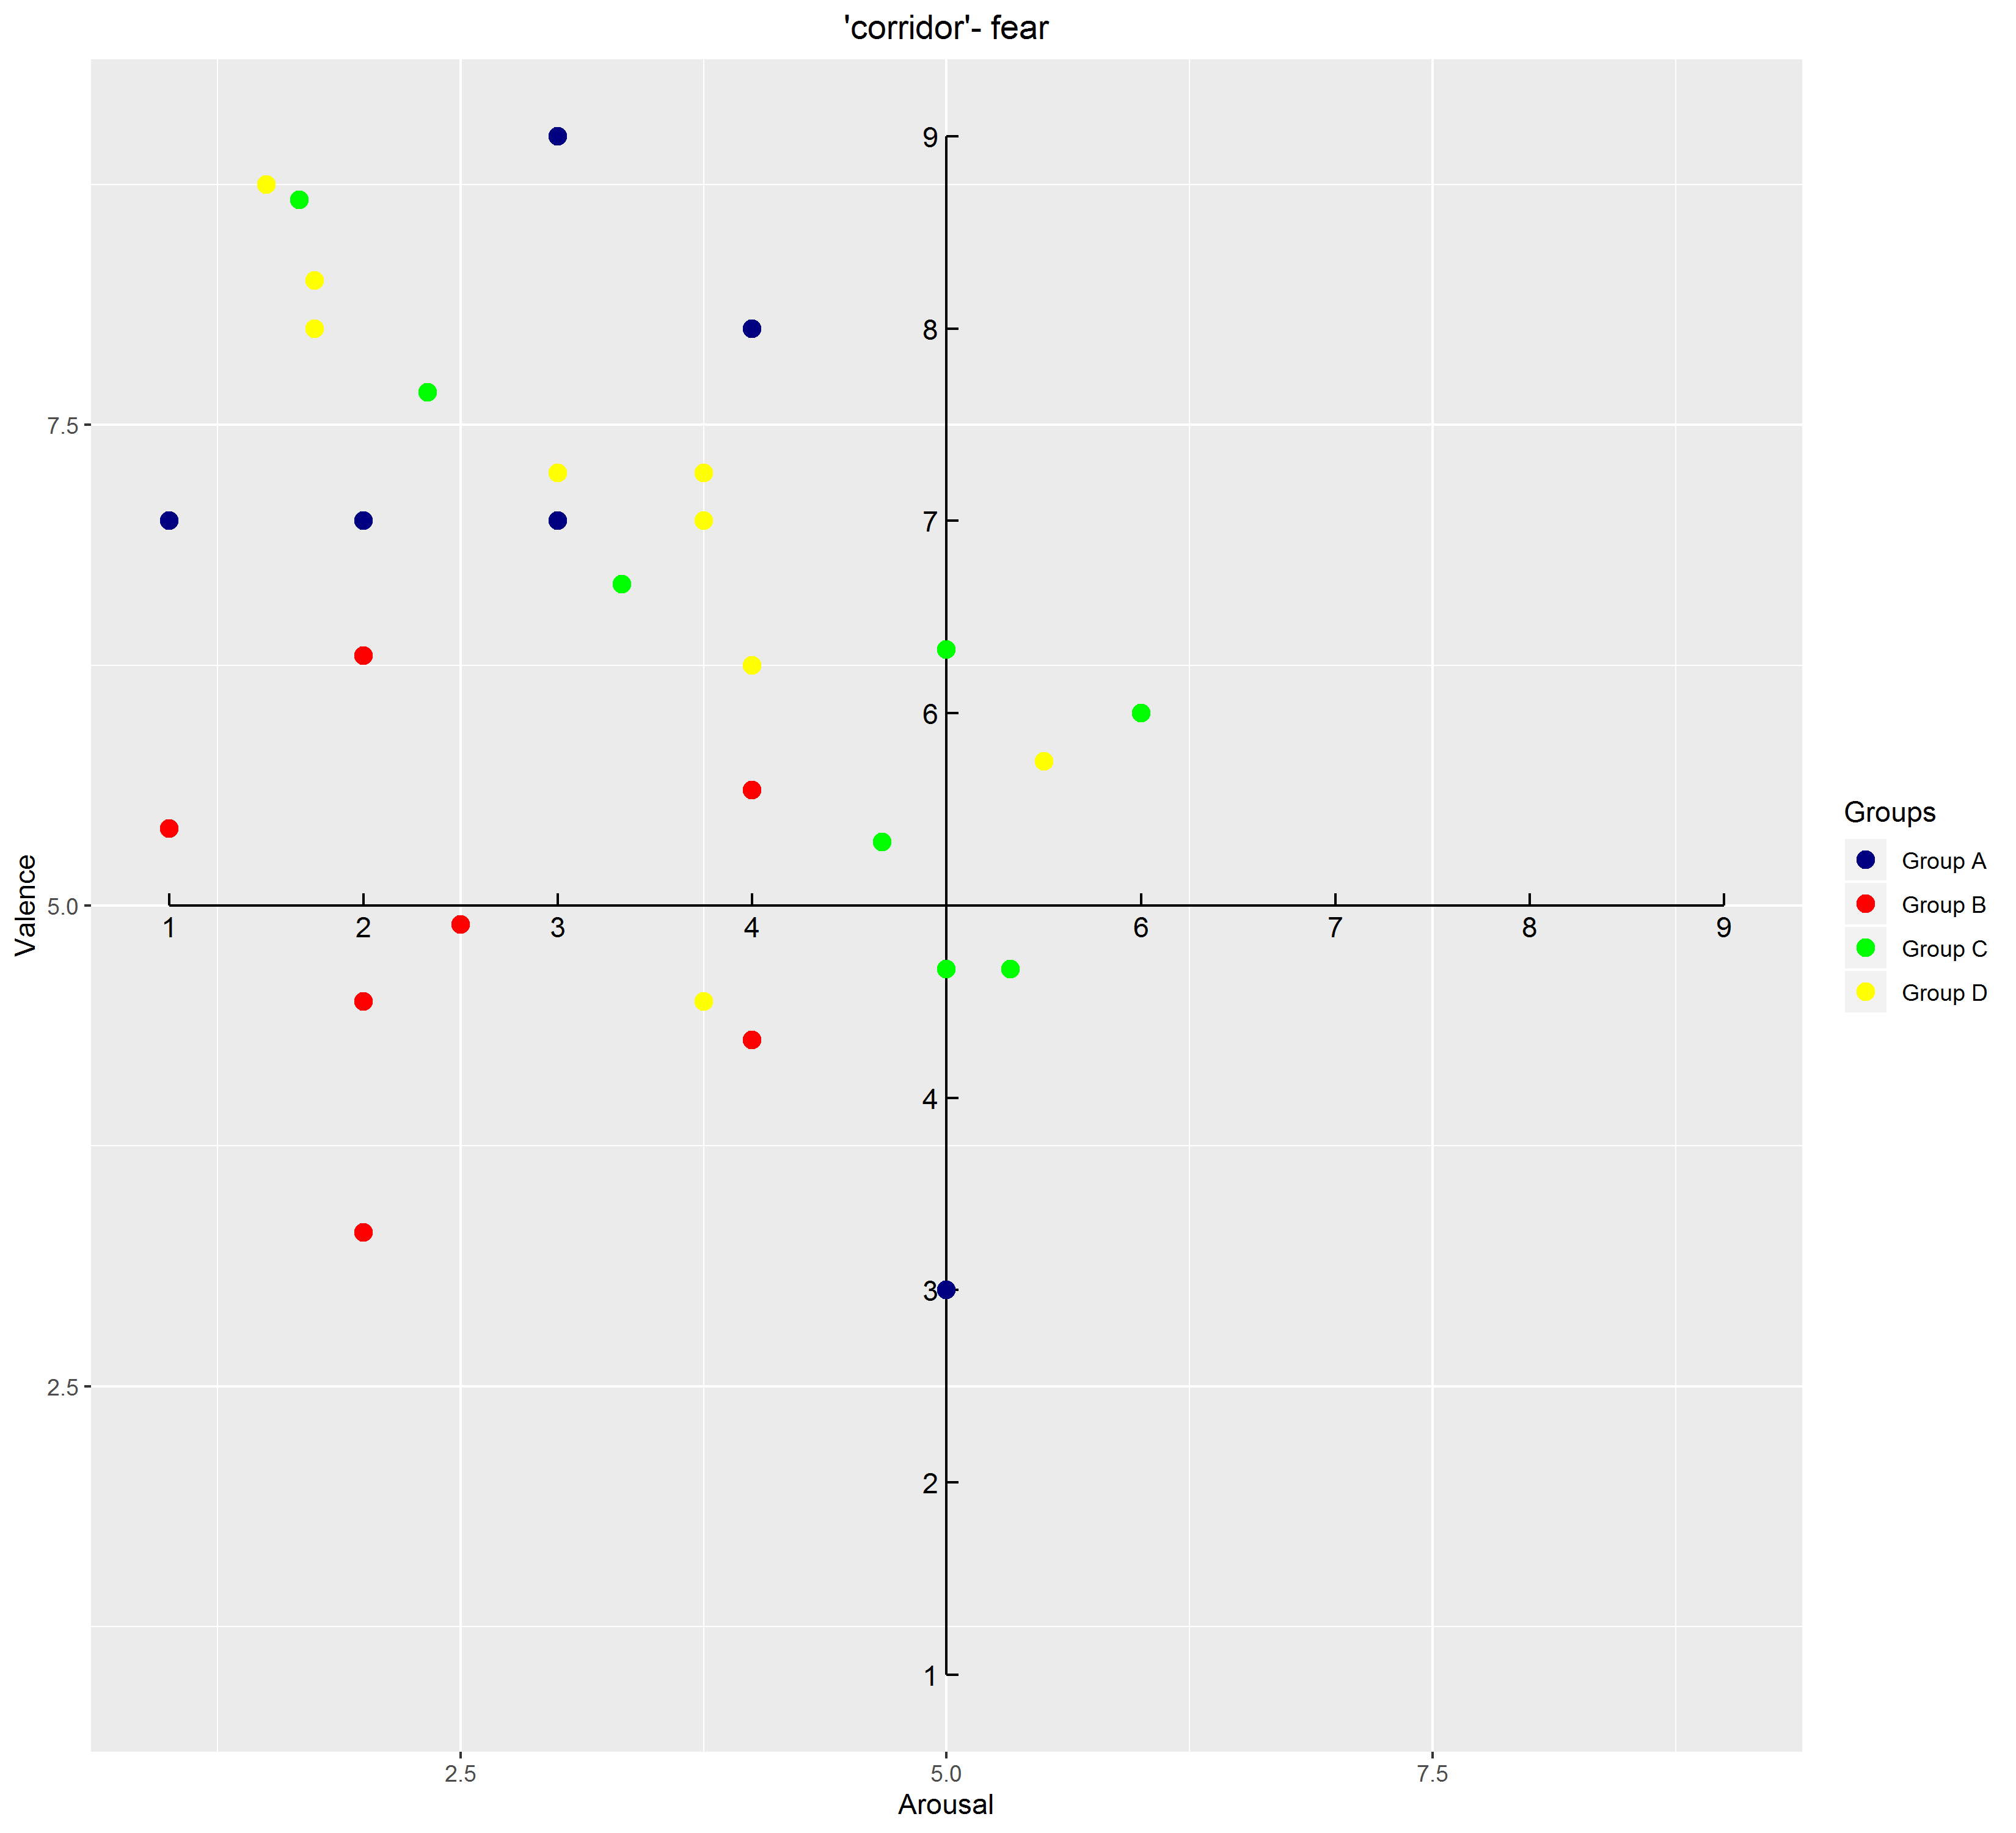 'corridor'- fear
Valence
7.5
5.0
2.5
9
8
7
6
4
3
2
1
1 2 3 4 6 7 8 9
2.5 5.0 7.5
Arousal
Groups
Group A
Group B
Group C
Group D